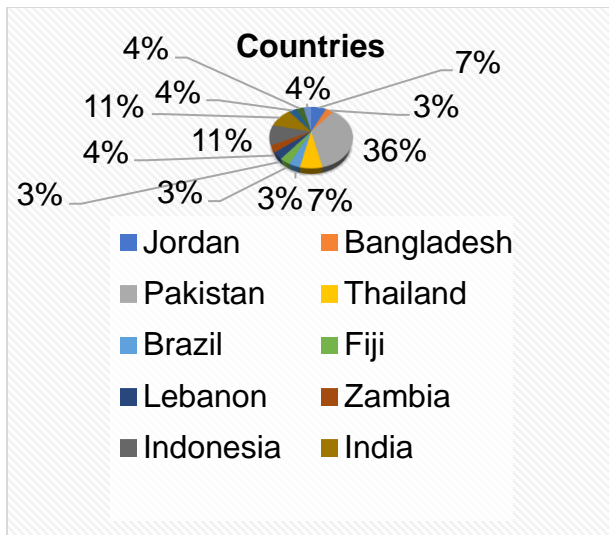 Countries
4%
7%
4%
4%
3%
11%
11%
36%
4%
3%
3%
3%
7%
Jordan
Bangladesh
Pakistan
Thailand
Brazil
Fiji
Lebanon
Zambia
Indonesia
India